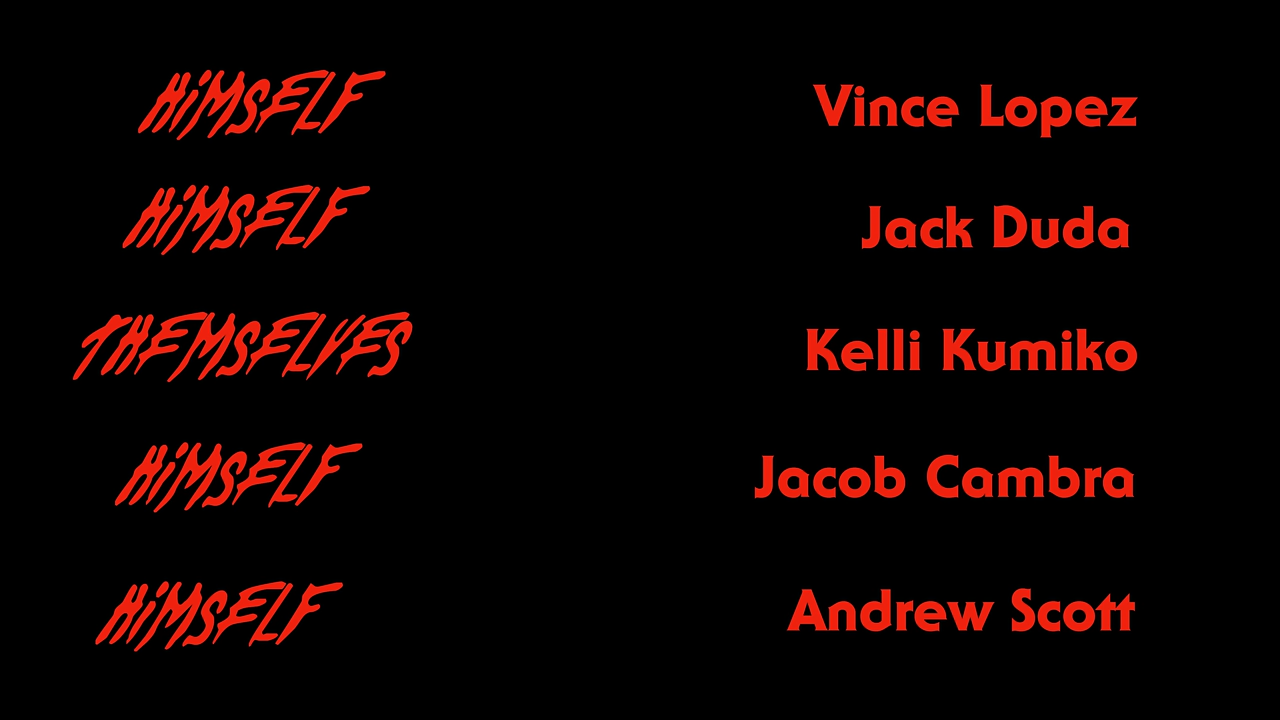 HiMSELF Vince Lopez
HiMSELF Jack Duda
THEMSELVES Kelli Kumiko
HiMSELF Jacob Cambra
HiMSELF Andrew Scott